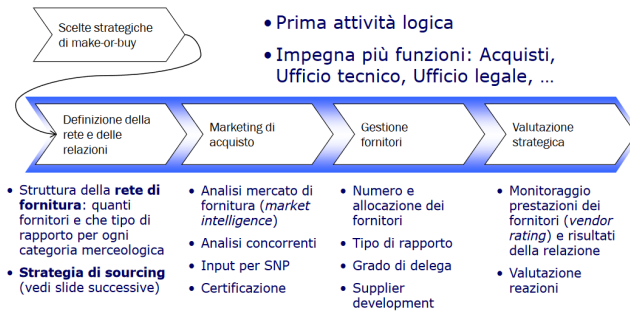 Scelte strategiche
di make-or-buy
• Prima attività logica
• Impegna più funzioni: Acquisti,
Ufficio tecnico, Ufficio legale, …
Definizione della
rete e delle
relazioni
Marketing di
acquisto
Gestione
fornitori
Valutazione
strategica
• Struttura della rete di
fornitura: quanti
fornitori e che tipo di
rapporto per ogni
categoria merceologica
• Strategia di sourcing
(vedi slide successive)
• Analisi mercato di
fornitura (market
intelligence)
• Analisi concorrenti
• Input per SNP
• Certificazione
• Numero e
allocazione dei
fornitori
• Tipo di rapporto
• Grado di delega
• Supplier
development
• Monitoraggio
prestazioni dei
fornitori (vendor
rating) e risultati
della relazione
• Valutazione
reazioni